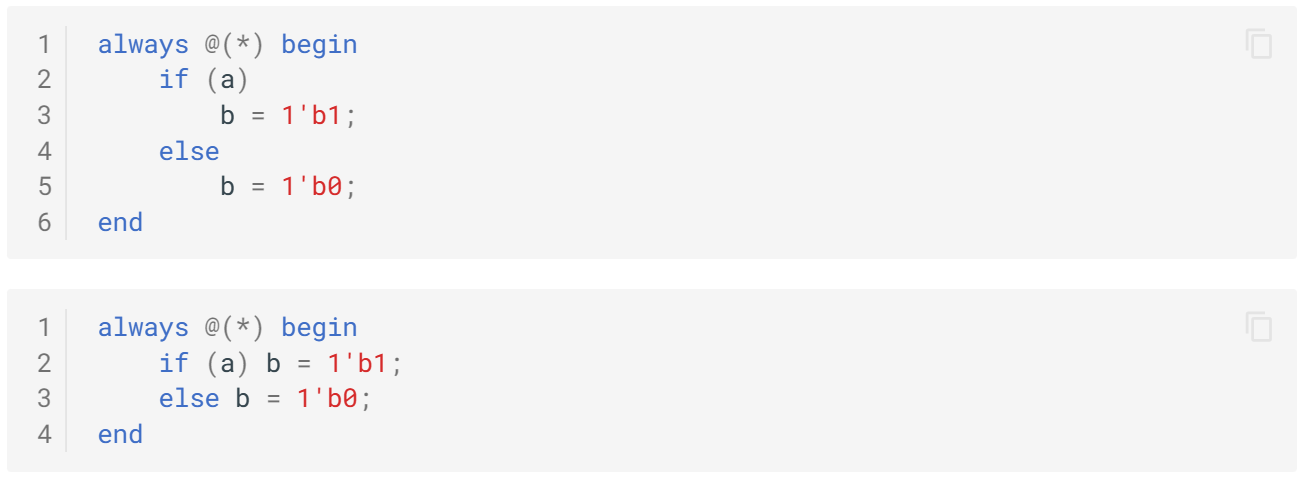 1 always @(*) begin
2     if (a)
3         b = 1'b1;
4     else
5         b = 1'b0;
6 end
1 always @(*) begin
2     if (a) b = 1'b1;
3     else b = 1'b0;
4 end